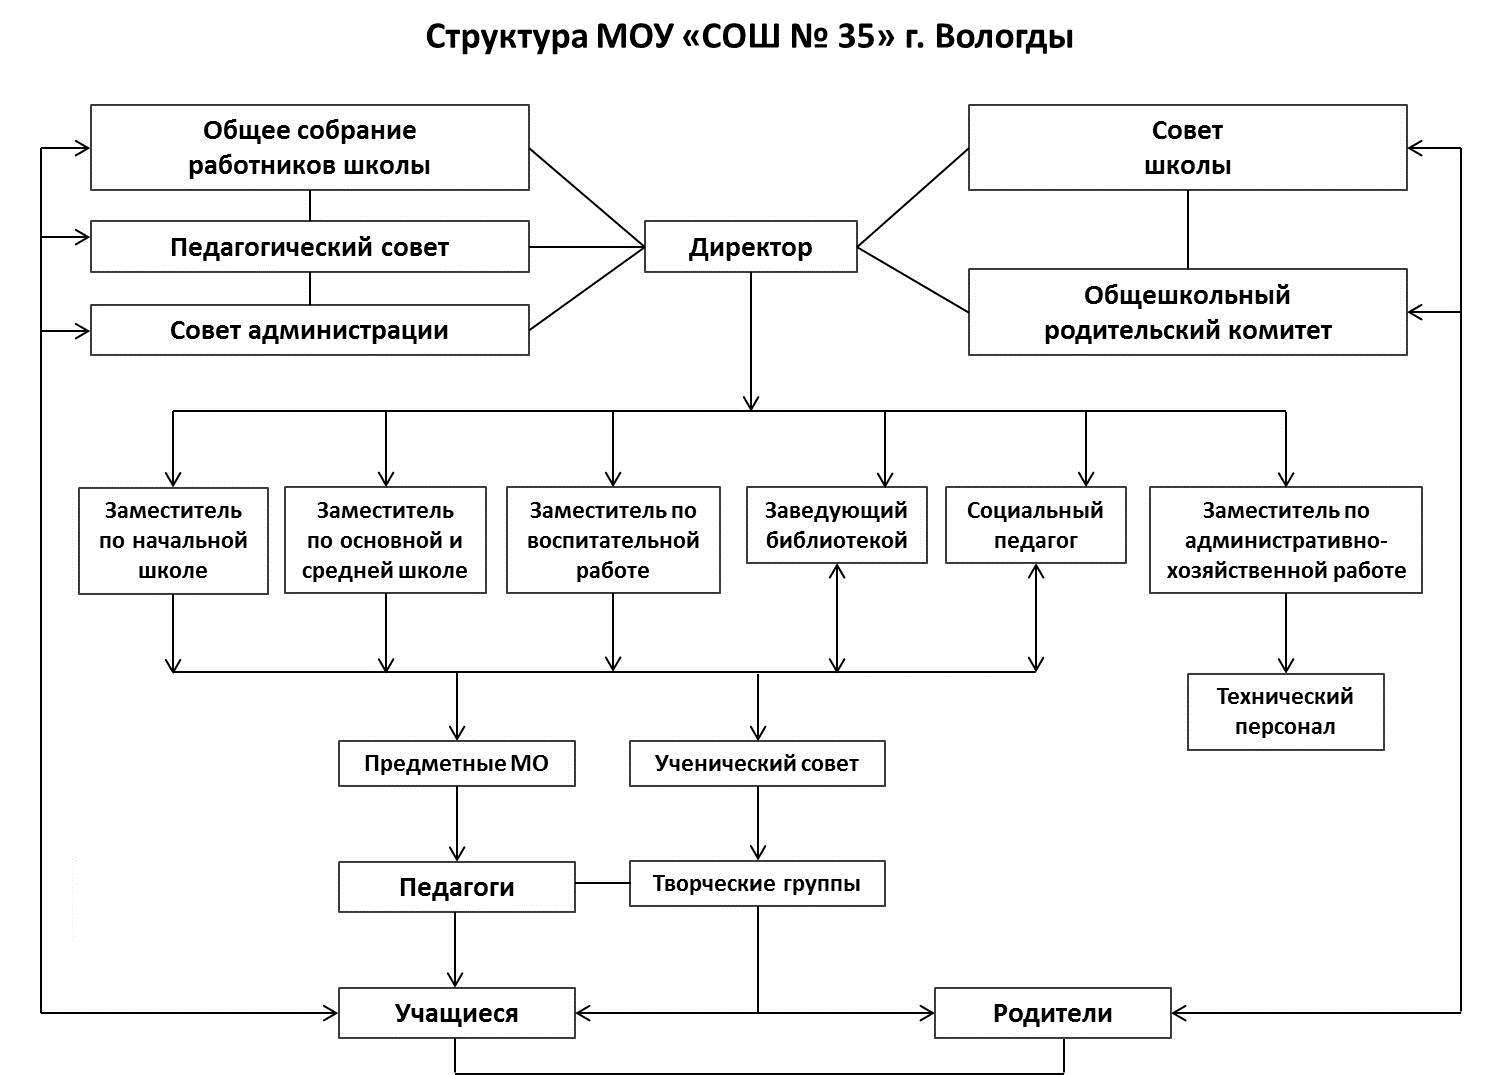 Структура МОУ «СОШ № 35» г. Вологды
Общее собрание
работников школы
Совет
школы
Педагогический совет
Директор
Общешкольный
родительский комитет
Совет администрации
Заместитель
по начальной
школе
Заместитель
по основной и
средней школе
Заместитель по
воспитательной
работе
Заведующий
библиотекой
Социальный
педагог
Заместитель по
административно-
хозяйственной работе
Технический
персонал
Предметные МО
Ученический совет
Педагоги
Творческие группы
Учащиеся
Родители